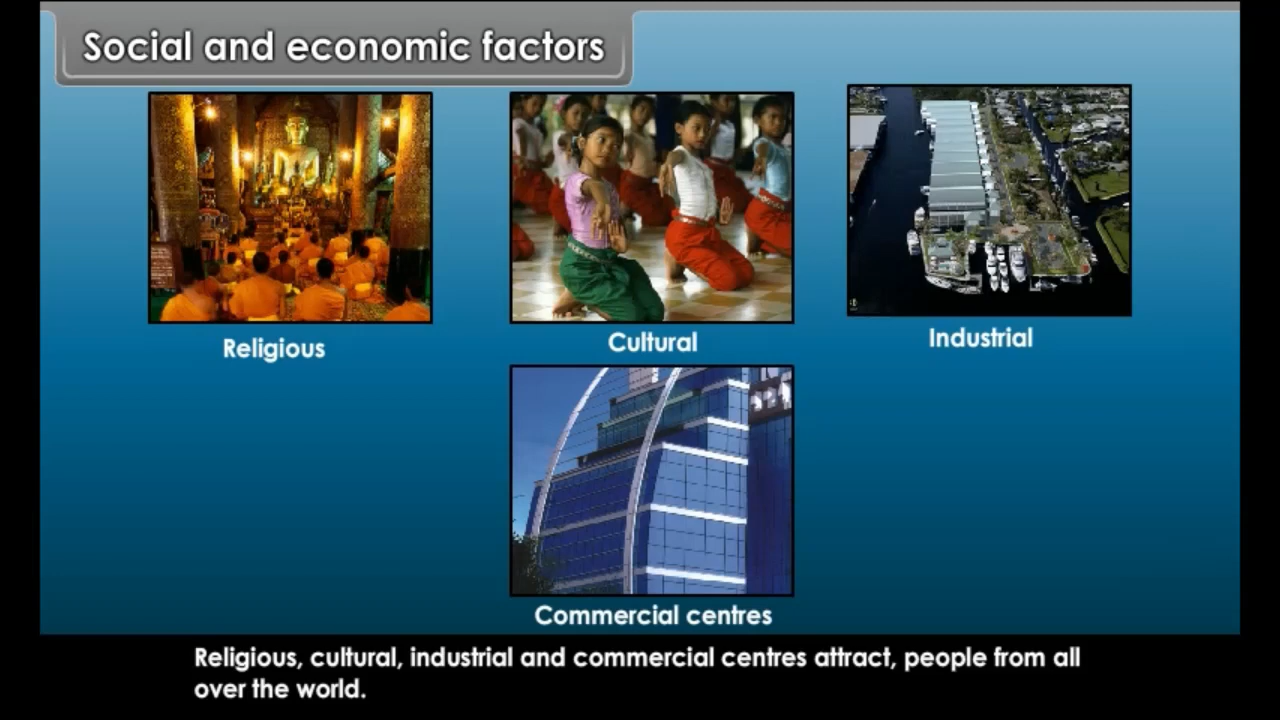 Social and economic factors
Religious
Cultural
Industrial
Commercial centres
Religious, cultural, industrial and commercial centres attract, people from all
over the world.